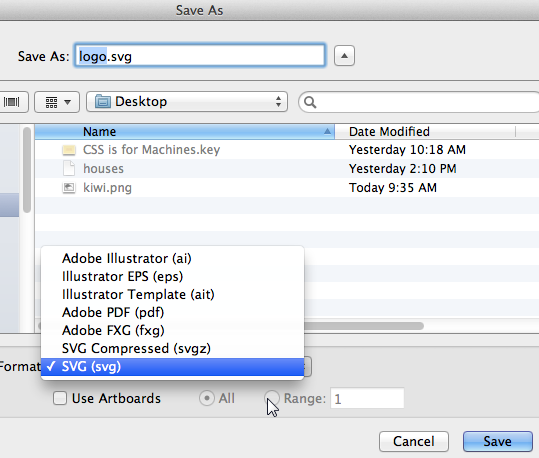 Save As
Save As: logo.svg
Desktop
Name Date Modified
CSS is for Machines.key Yesterday 10:18 AM
houses Yesterday 2:10 PM
kiwi.png Today 9:35 AM
Adobe Illustrator (ai)
Illustrator EPS (eps)
Illustrator Template (ait)
Adobe PDF (pdf)
Adobe FXG (fxg)
SVG Compressed (svgz)
Format ✓ SVG (svg)
Use Artboards All Range: 1
Cancel Save